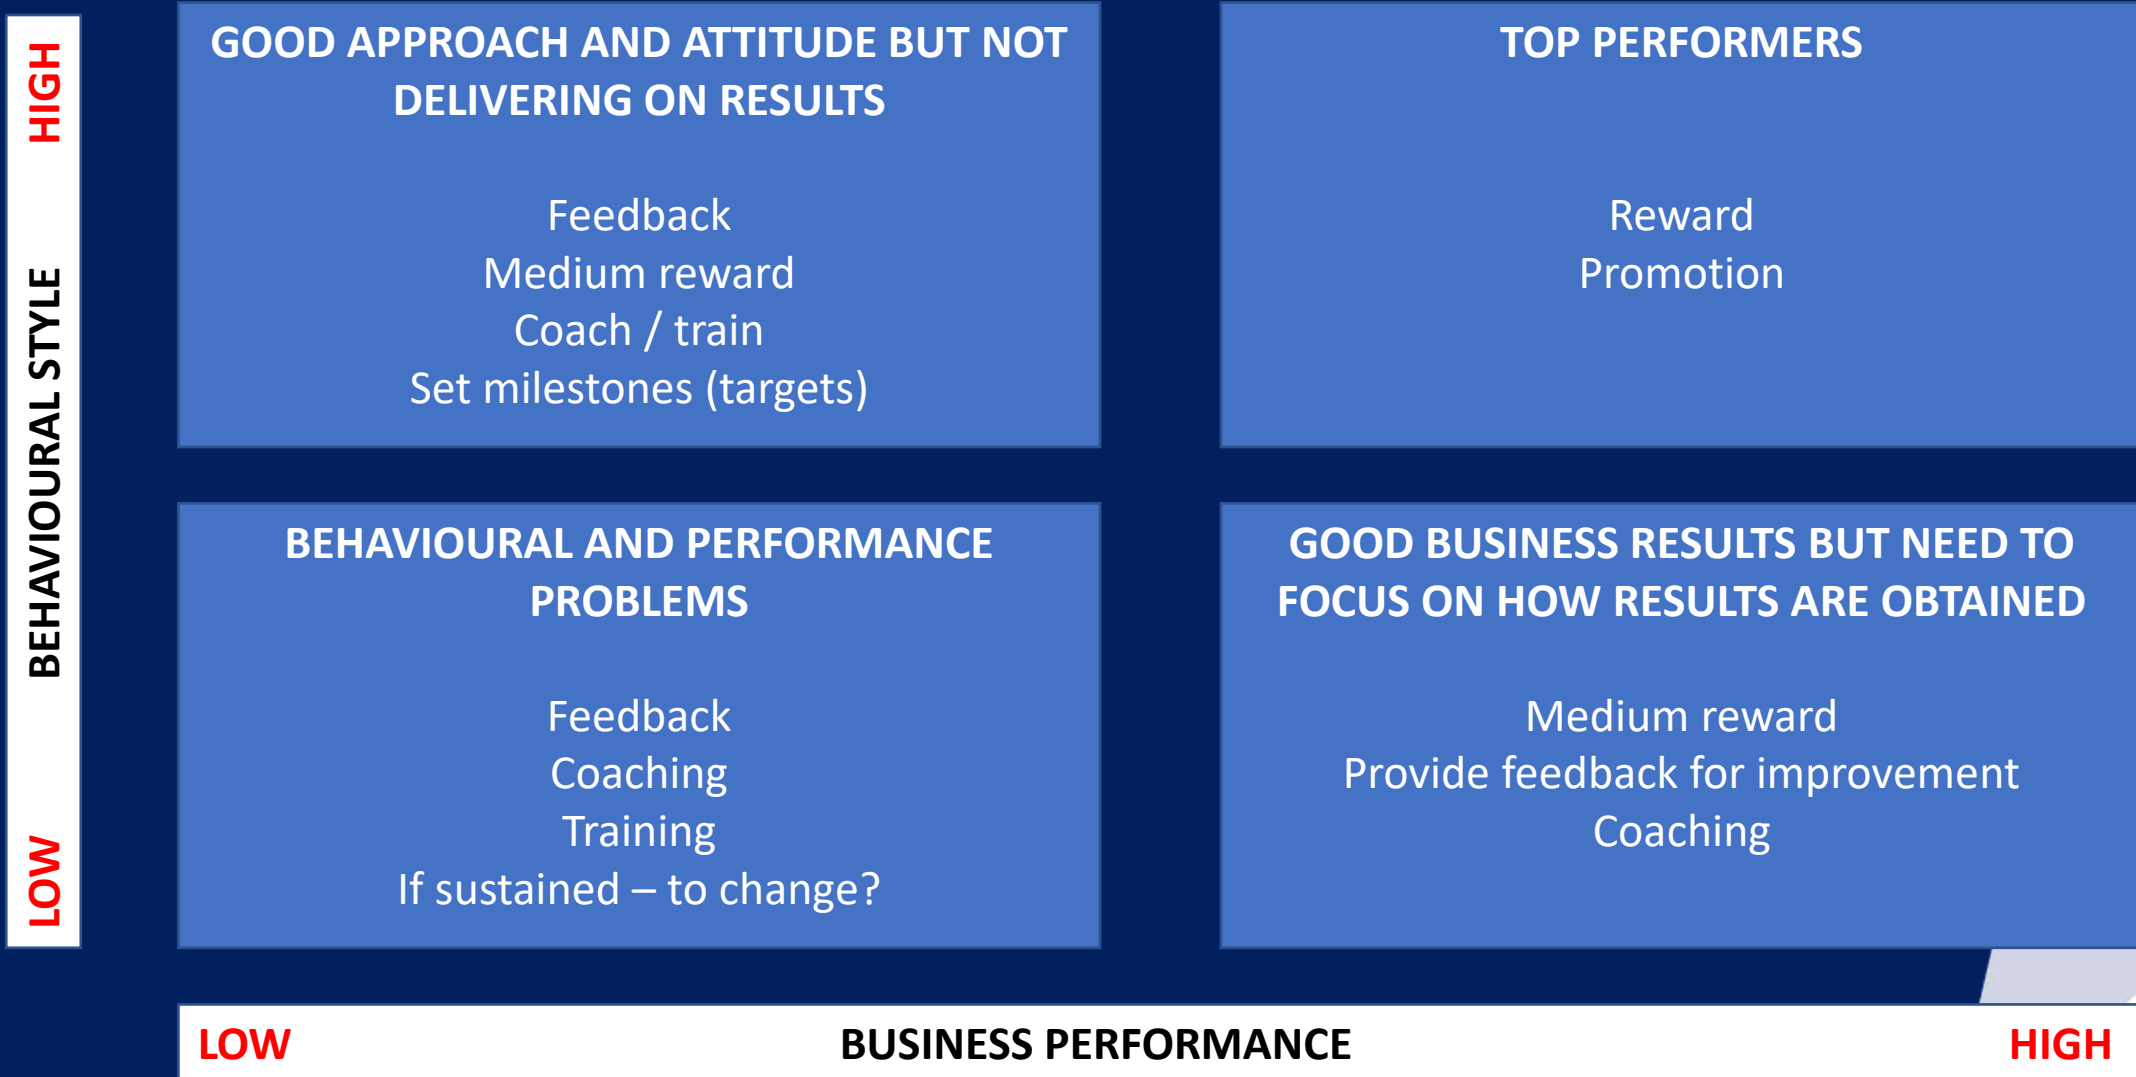 HIGH
BEHAVIOURAL STYLE
LOW
GOOD APPROACH AND ATTITUDE BUT NOT
DELIVERING ON RESULTS
Feedback
Medium reward
Coach / train
Set milestones (targets)
TOP PERFORMERS
Reward
Promotion
BEHAVIOURAL AND PERFORMANCE
PROBLEMS
Feedback
Coaching
Training
If sustained – to change?
GOOD BUSINESS RESULTS BUT NEED TO
FOCUS ON HOW RESULTS ARE OBTAINED
Medium reward
Provide feedback for improvement
Coaching
LOW
BUSINESS PERFORMANCE
HIGH